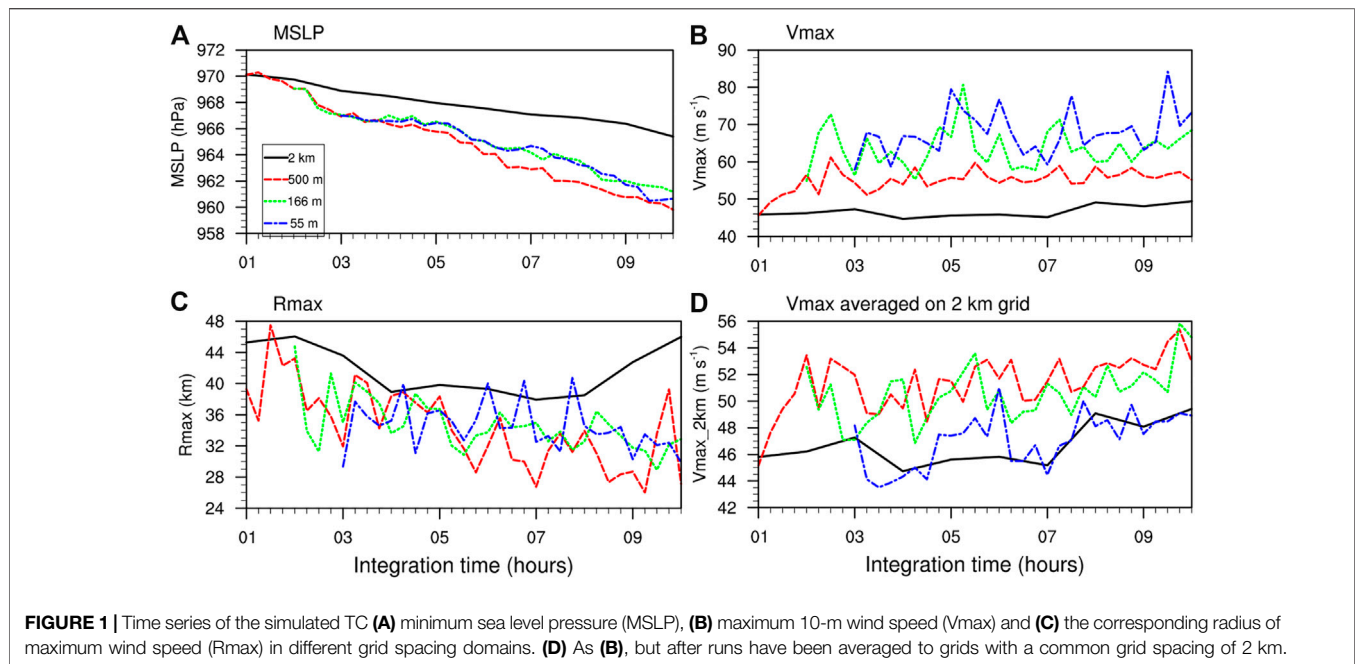 A MSLP
MSLP (hPa)
972
970
968
966
964
962
960
958
2 km
500 m
166 m
55 m
01 03 05 07 09
B Vmax
Vmax (m s⁻¹)
90
80
70
60
50
40
01 03 05 07 09
C Rmax
Rmax (km)
48
44
40
36
32
28
24
01 03 05 07 09
Integration time (hours)
D Vmax averaged on 2 km grid
Vmax_2km (m s⁻¹)
56
54
52
50
48
46
44
42
01 03 05 07 09
Integration time (hours)
FIGURE 1 | Time series of the simulated TC (A) minimum sea level pressure (MSLP), (B) maximum 10-m wind speed (Vmax) and (C) the corresponding radius of
maximum wind speed (Rmax) in different grid spacing domains. (D) As (B), but after runs have been averaged to grids with a common grid spacing of 2 km.